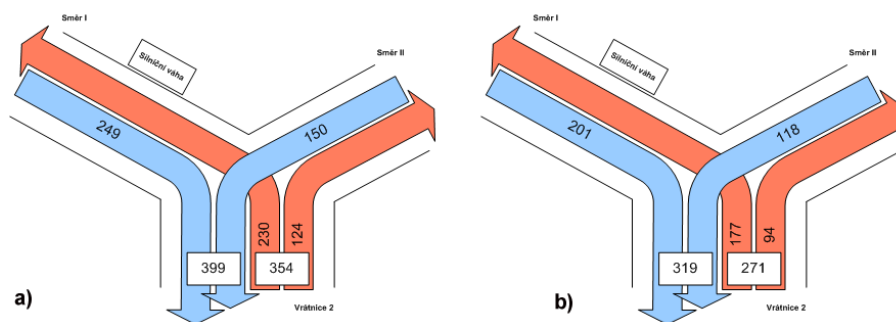 Směr I
Silniční váha
Směr II
249
150
230
124
399
354
a)
Vrátnice 2
Směr I
Silniční váha
Směr II
201
118
177
94
319
271
b)
Vrátnice 2